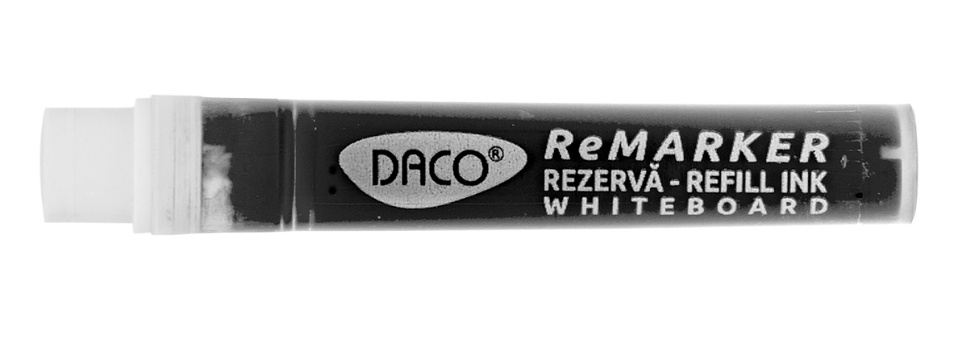 DACO®
ReMARKER
REZERVĂ - REFILL INK
WHITEBOARD